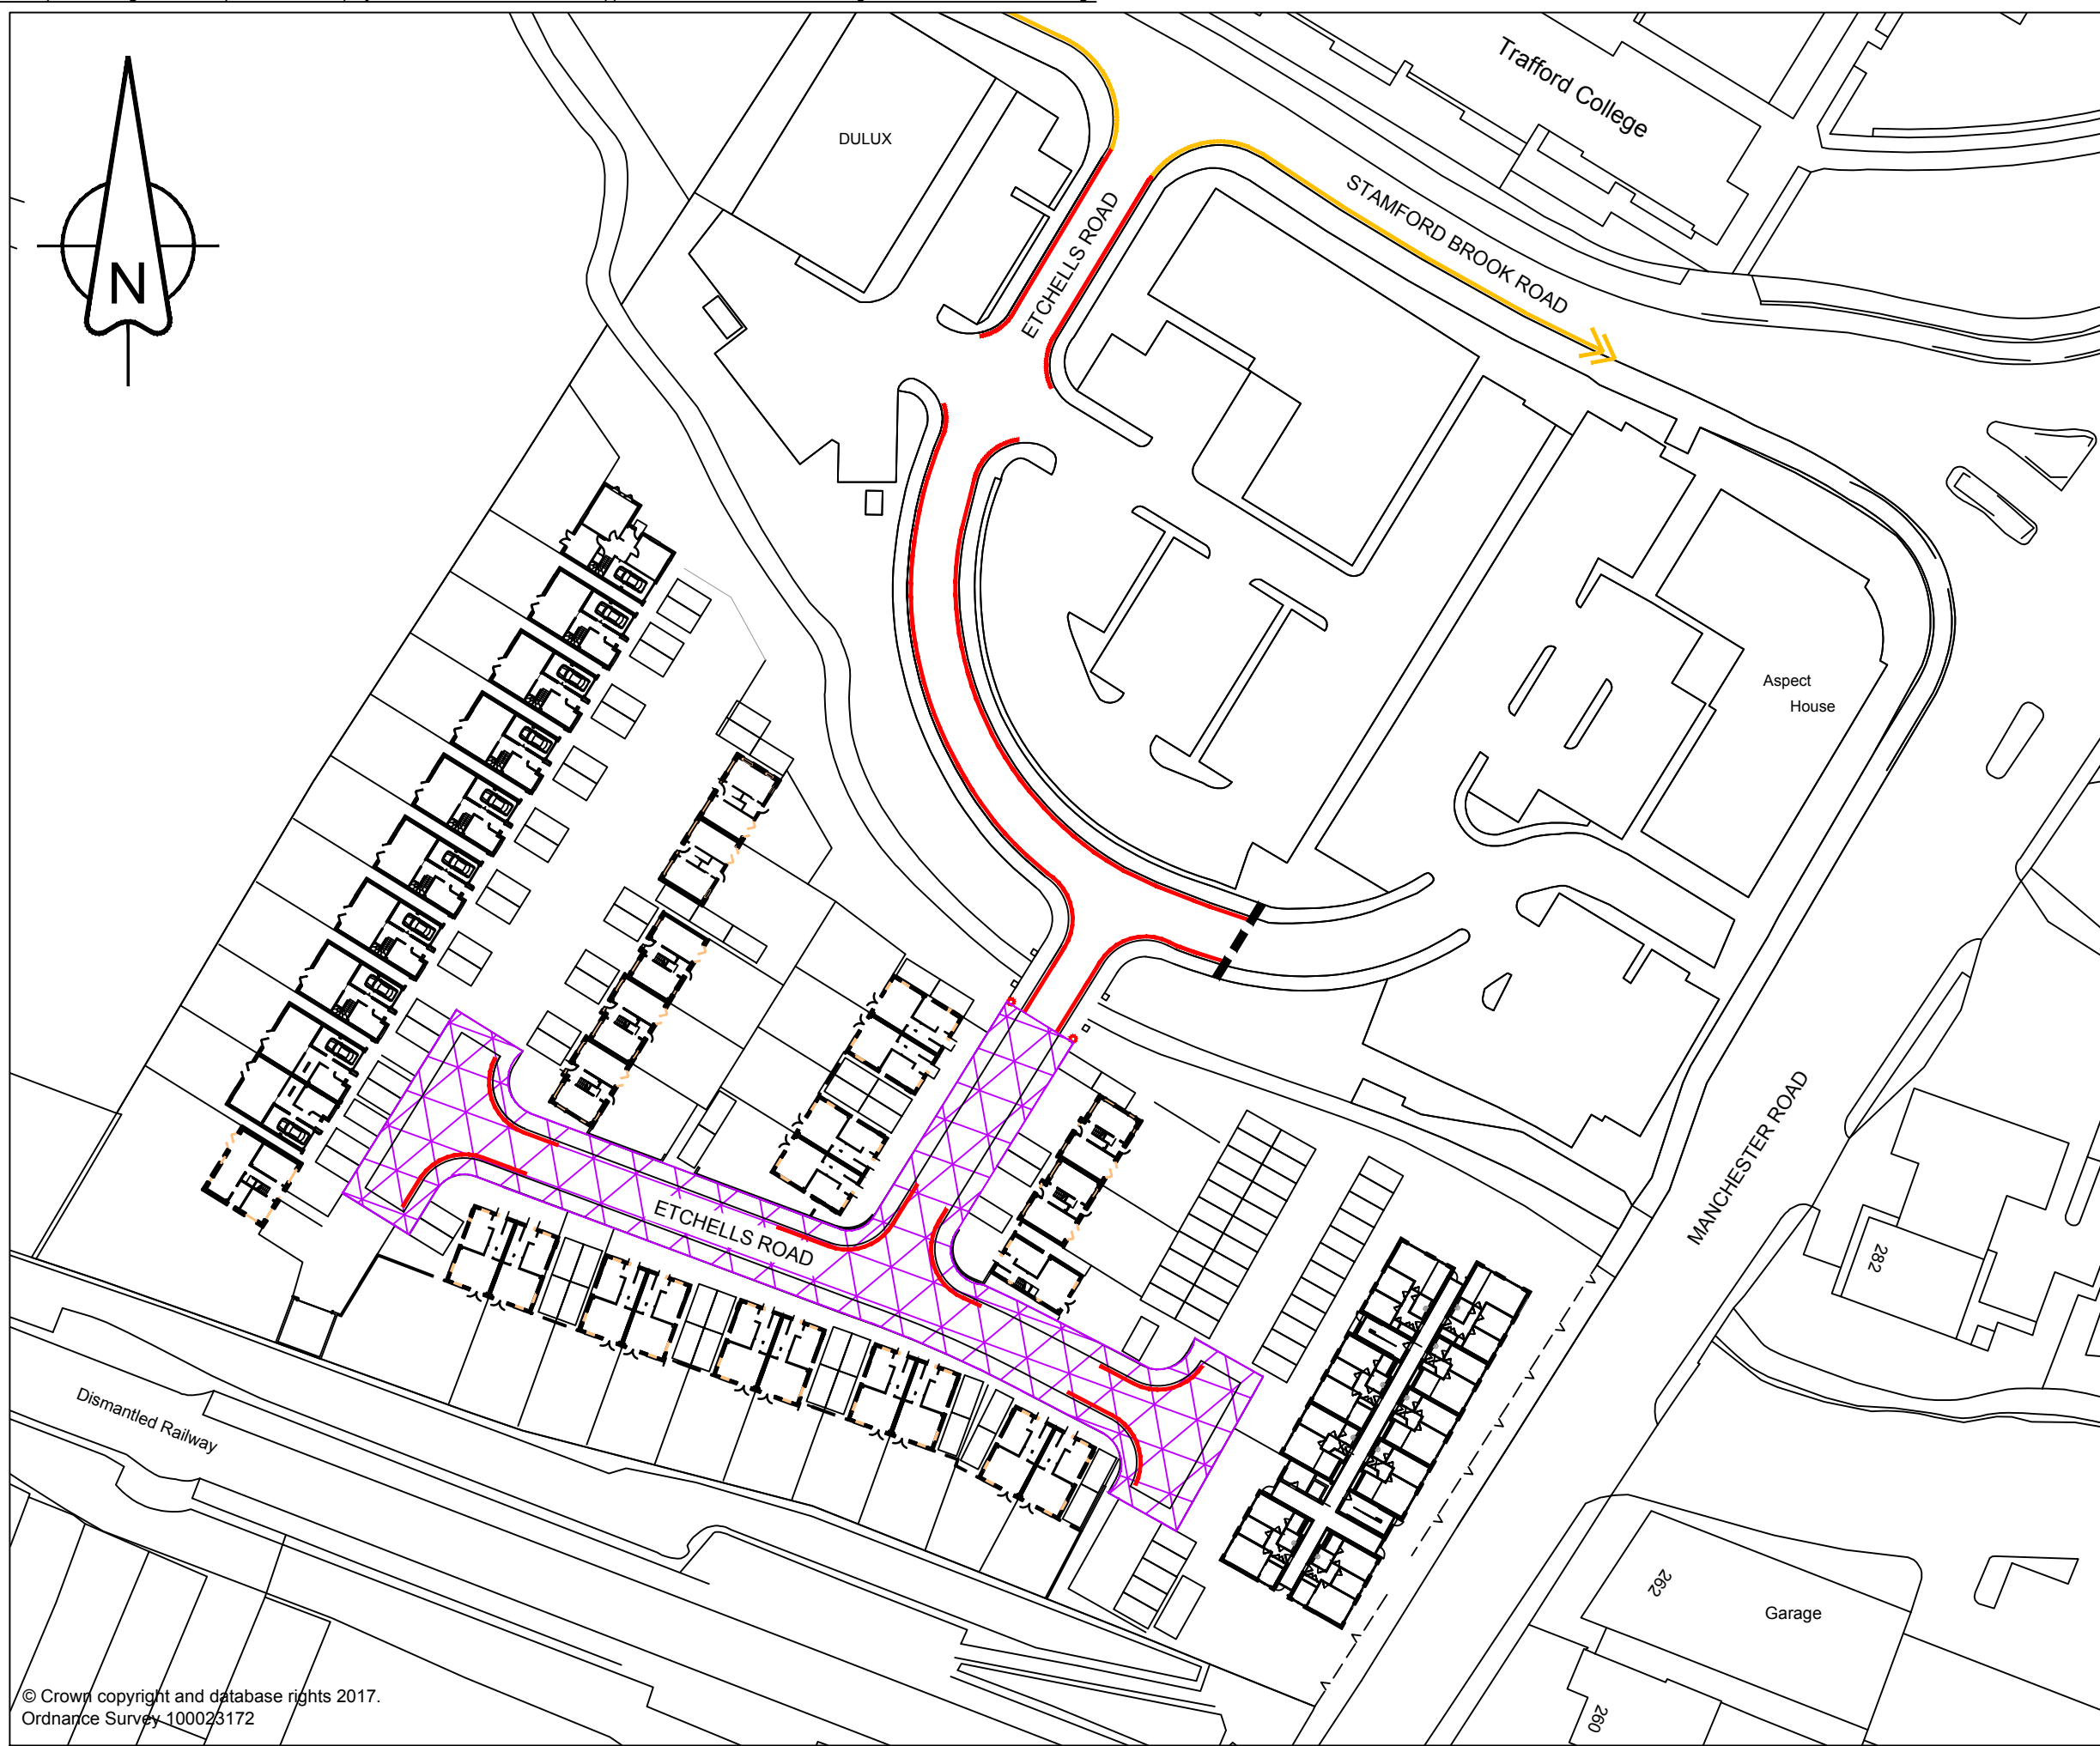 Trafford College
DULUX
N
STAMFORD BROOK ROAD
ETCHELLS ROAD
Aspect
House
MANCHESTER ROAD
ETCHELLS ROAD
282
Dismantled Railway
262
Garage
© Crown copyright and database rights 2017.
Ordnance Survey 100023172
260